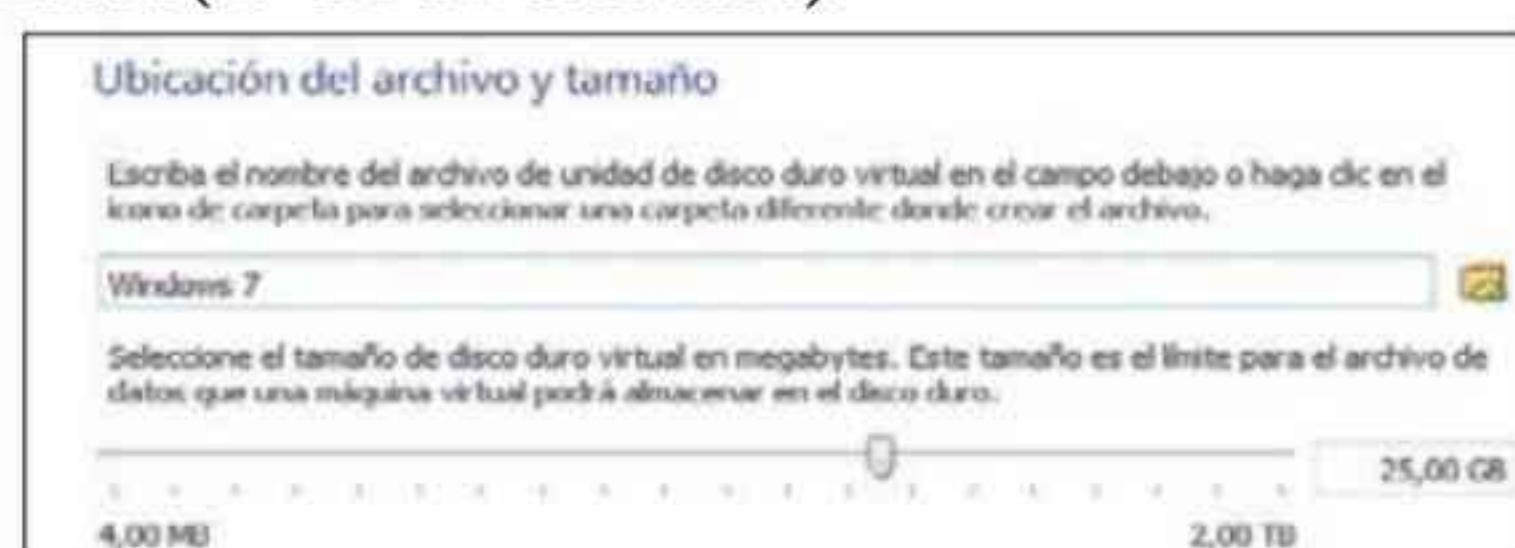 Ubicación del archivo y tamaño
Escriba el nombre del archivo de unidad de disco duro virtual en el campo debajo o haga clic en el
icono de carpeta para seleccionar una carpeta diferente donde crear el archivo.
Windows 7
Seleccione el tamaño de disco duro virtual en megabytes. Este tamaño es el límite para el archivo de
datos que una máquina virtual podrá almacenar en el disco duro.
25,00 GB
4,00 MB
2,00 TB